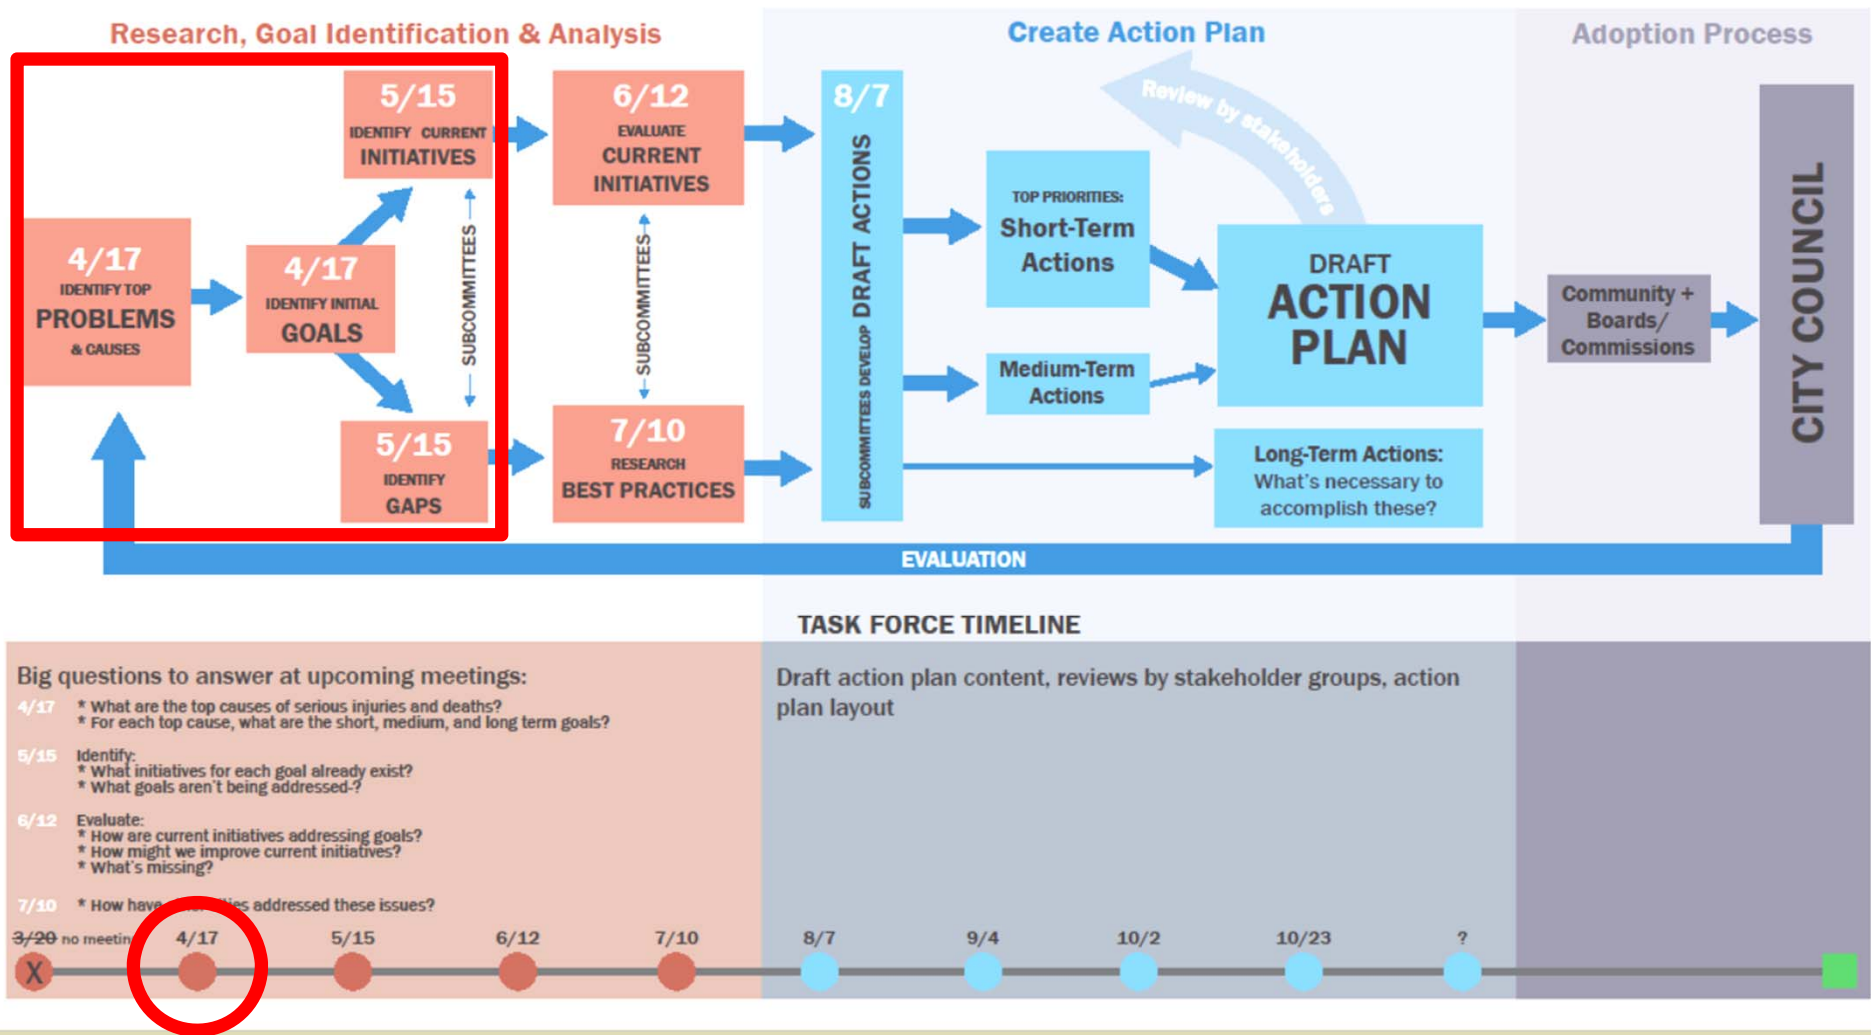 Research, Goal Identification & Analysis
Create Action Plan
Adoption Process
4/17
IDENTIFY TOP
PROBLEMS
& CAUSES
4/17
IDENTIFY INITIAL
GOALS
5/15
IDENTIFY CURRENT
INITIATIVES
SUBCOMMITTEES
5/15
IDENTIFY
GAPS
6/12
EVALUATE
CURRENT
INITIATIVES
SUBCOMMITTEES
7/10
RESEARCH
BEST PRACTICES
8/7
SUBCOMMITTEES DEVELOP DRAFT ACTIONS
TOP PRIORITIES:
Short-Term
Actions
Medium-Term
Actions
Review by stakeholders
DRAFT
ACTION
PLAN
Long-Term Actions:
What's necessary to
accomplish these?
Community +
Boards/
Commissions
CITY COUNCIL
EVALUATION
TASK FORCE TIMELINE
Big questions to answer at upcoming meetings:
4/17 * What are the top causes of serious injuries and deaths?
* For each top cause, what are the short, medium, and long term goals?
5/15 Identify:
* What initiatives for each goal already exist?
* What goals aren't being addressed-?
6/12 Evaluate:
* How are current initiatives addressing goals?
* How might we improve current initiatives?
* What's missing?
7/10 * How have addressed these issues?
Draft action plan content, reviews by stakeholder groups, action
plan layout
3/20 no meeting 4/17 5/15 6/12 7/10 8/7 9/4 10/2 10/23 ?
X